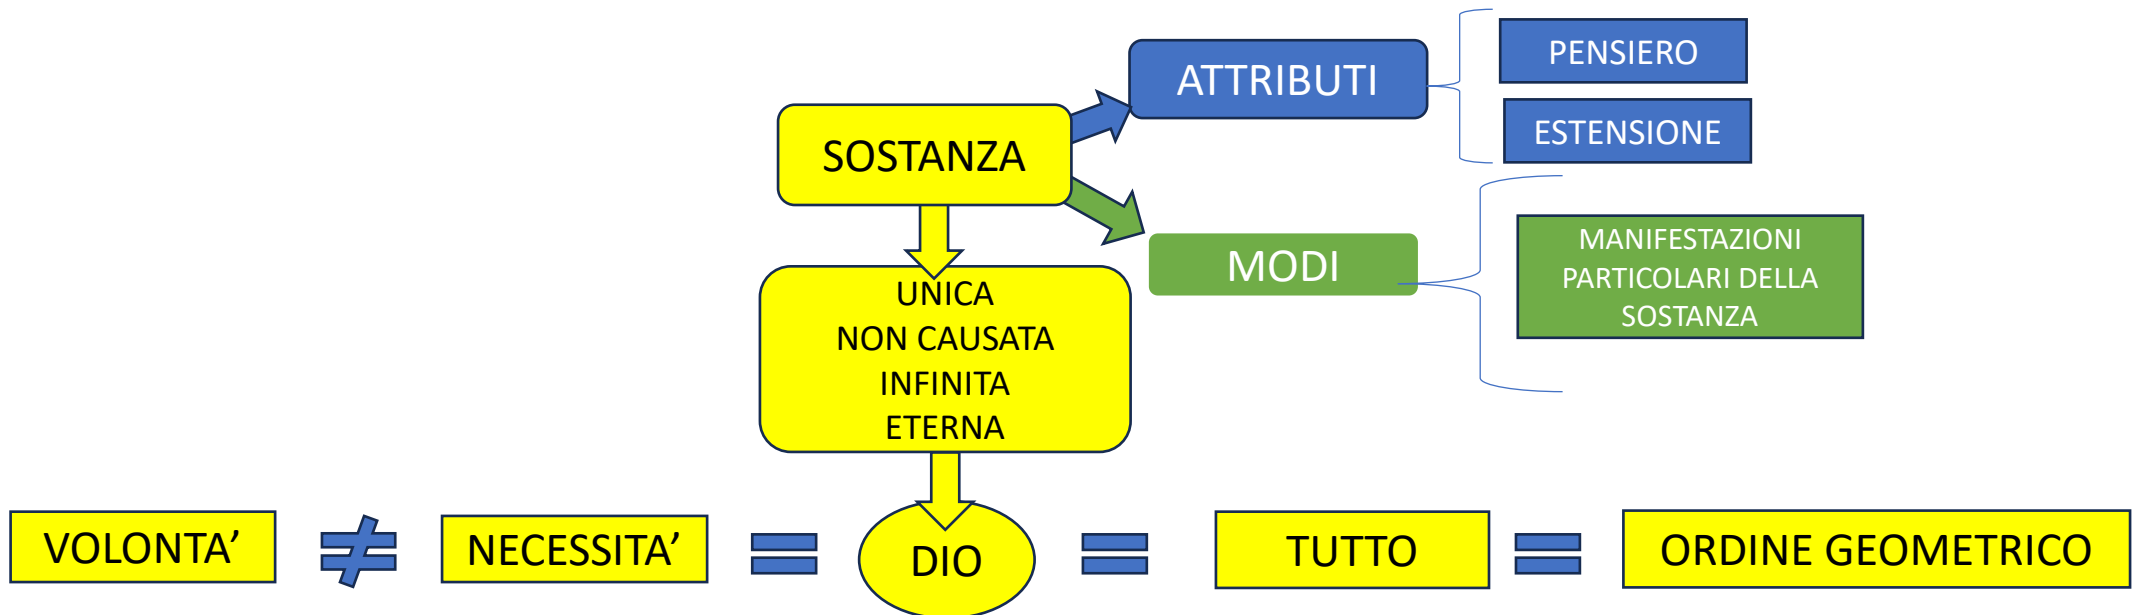 ATTRIBUTI
PENSIERO
ESTENSIONE
SOSTANZA
MODI
MANIFESTAZIONI
PARTICOLARI DELLA
SOSTANZA
UNICA
NON CAUSATA
INFINITA
ETERNA
VOLONTA’
≠
NECESSITA’
=
DIO
=
TUTTO
=
ORDINE GEOMETRICO